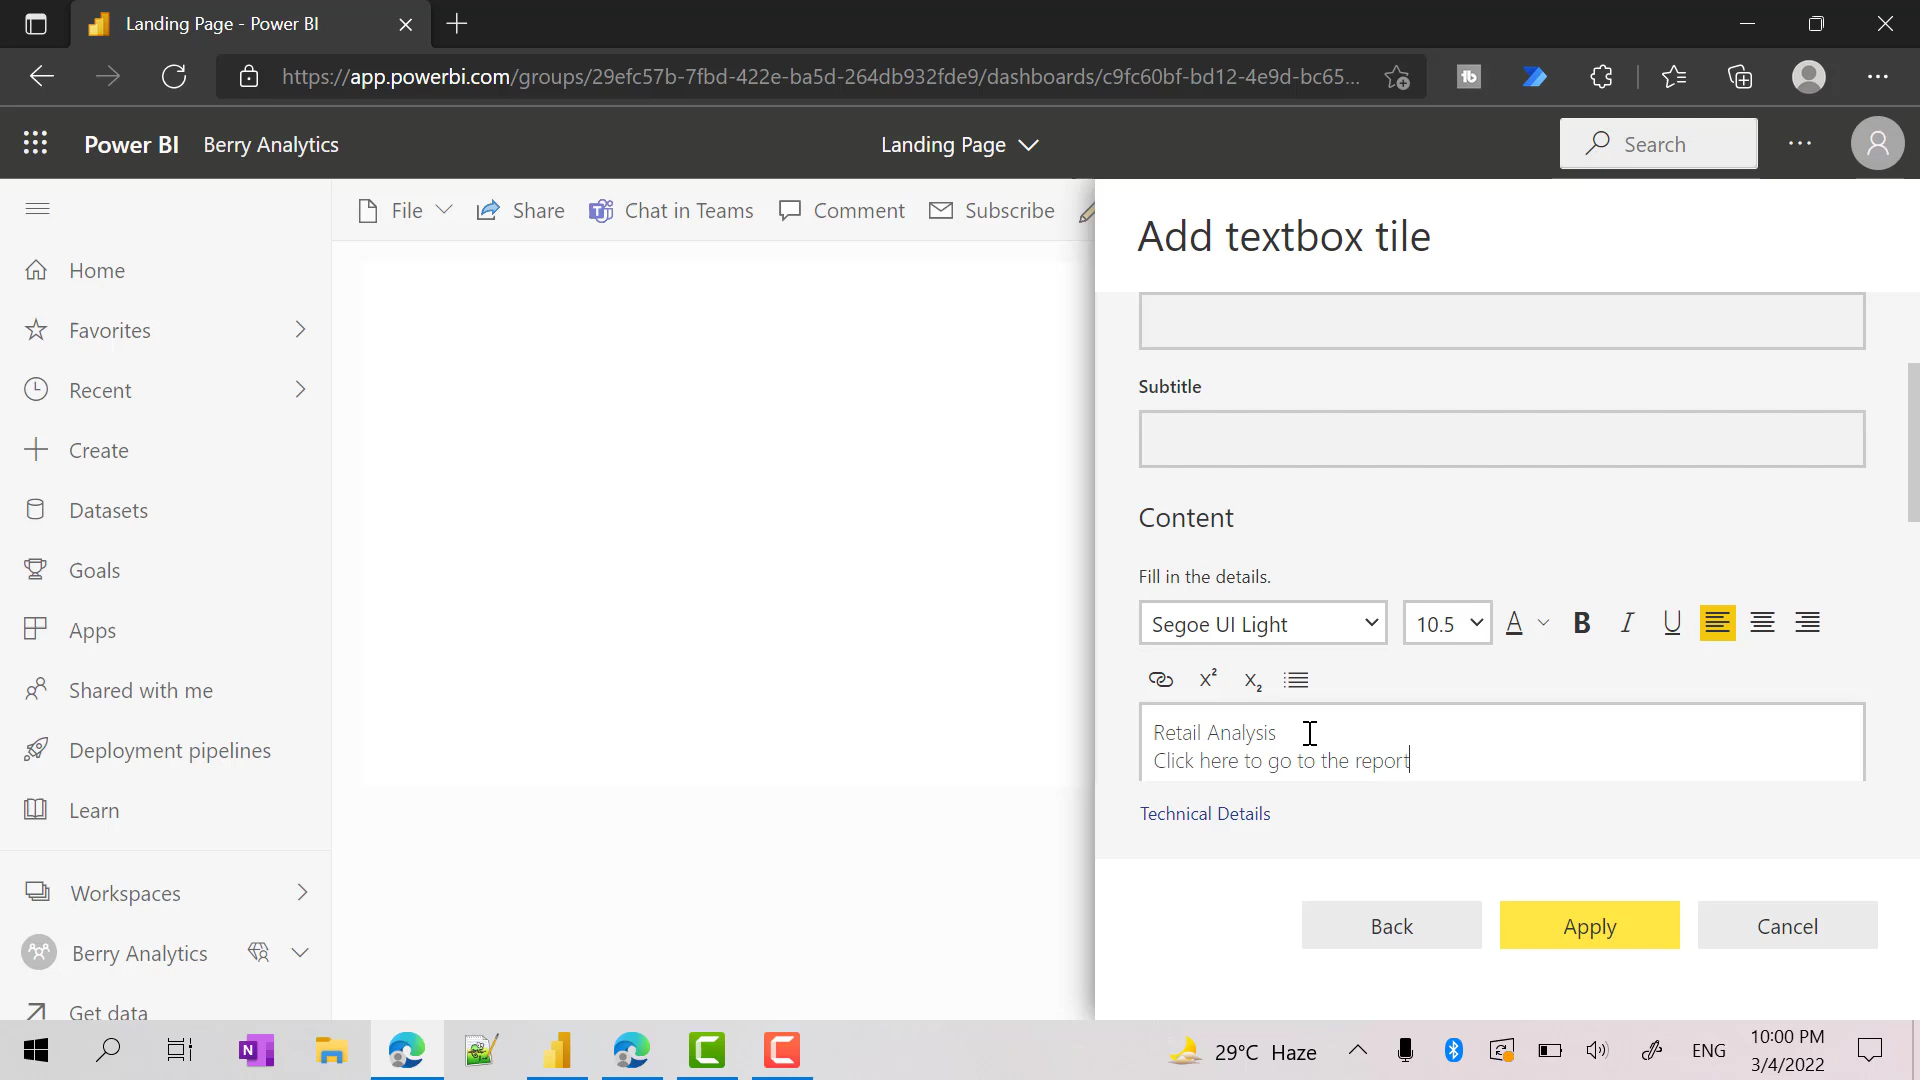 Landing Page - Power BI
https://app.powerbi.com/groups/29efc57b-7fbd-422e-ba5d-264db932fde9/dashboards/c9fc60bf-bd12-4e9d-bc65...
Power BI Berry Analytics
Landing Page
Search
File
Share
Chat in Teams
Comment
Subscribe
Home
Favorites
Recent
Create
Datasets
Goals
Apps
Shared with me
Deployment pipelines
Learn
Workspaces
Berry Analytics
Get data
Add textbox tile
Subtitle
Content
Fill in the details.
Segoe UI Light
10.5
A
B
I
U
x²
x₂
Retail Analysis
Click here to go to the report
Technical Details
Back
Apply
Cancel
29°C Haze
ENG
10:00 PM
3/4/2022